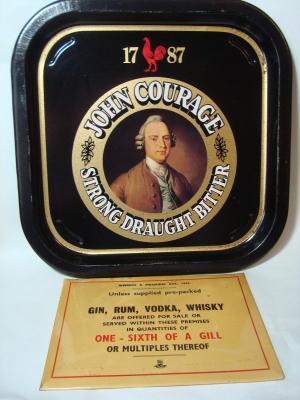 17 87
JOHN COURAGE
STRONG DRAUGHT BITTER
Unless supplied pre-packed
GIN, RUM, VODKA, WHISKY
ARE OFFERED FOR SALE OR
SERVED WITHIN THESE PREMISES
IN QUANTITIES OF
ONE - SIXTH OF A GILL
OR MULTIPLES THEREOF